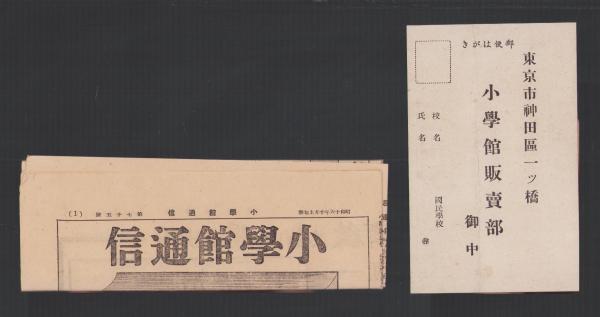 郵便はがき
東京市神田區一ッ橋
小學館販賣部 御中
校名 國民學校
氏名
(1) 小學館通信
小學館通信